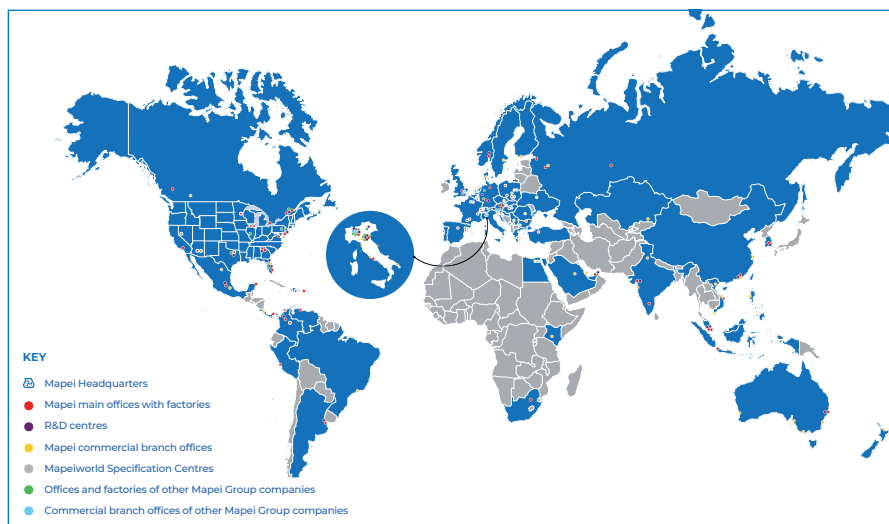 KEY
Mapei Headquarters
Mapei main offices with factories
R&D centres
Mapei commercial branch offices
Mapeiworld Specification Centres
Offices and factories of other Mapei Group companies
Commercial branch offices of other Mapei Group companies